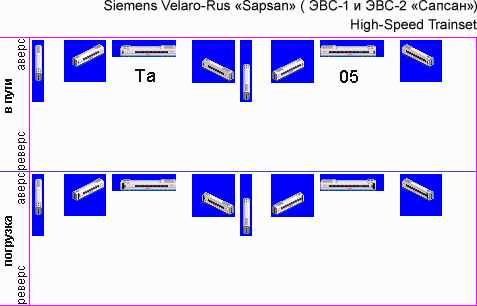 Siemens Velaro-Rus «Sapsan» ( ЭВС-1 и ЭВС-2 «Сапсан»)
High-Speed Trainset
в пути
аверс
реверс
Ta
05
погрузка
аверс
реверс